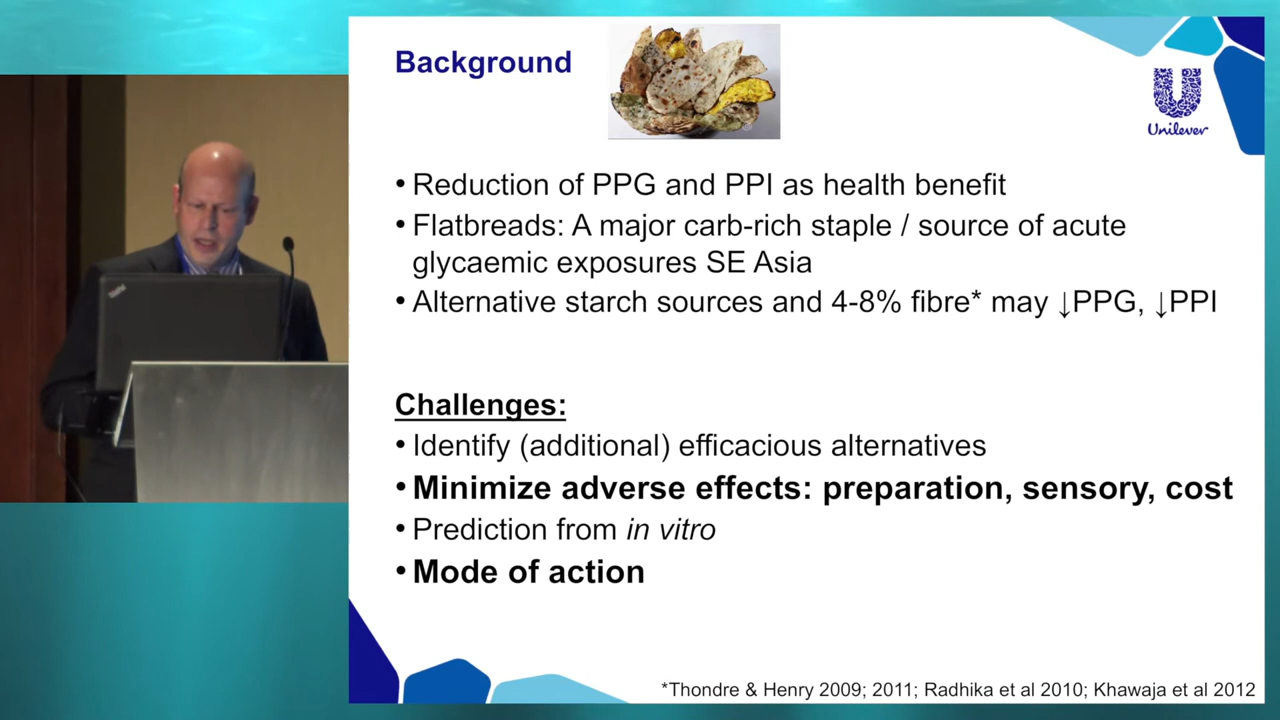 Background
Unilever
• Reduction of PPG and PPI as health benefit
• Flatbreads: A major carb-rich staple / source of acute
glycaemic exposures SE Asia
• Alternative starch sources and 4-8% fibre* may ↓PPG, ↓PPI
Challenges:
• Identify (additional) efficacious alternatives
• Minimize adverse effects: preparation, sensory, cost
• Prediction from in vitro
• Mode of action
*Thondre & Henry 2009; 2011; Radhika et al 2010; Khawaja et al 2012